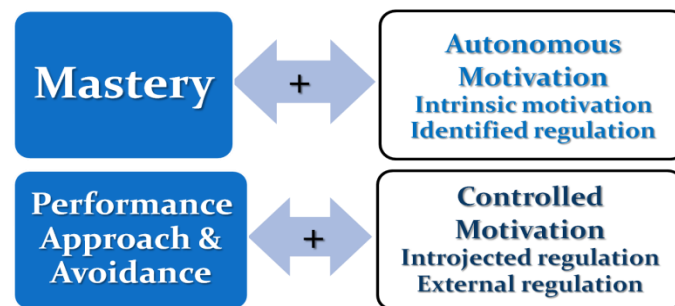 Mastery
+
Autonomous
Motivation
Intrinsic motivation
Identified regulation
Performance
Approach &
Avoidance
+
Controlled
Motivation
Introjected regulation
External regulation